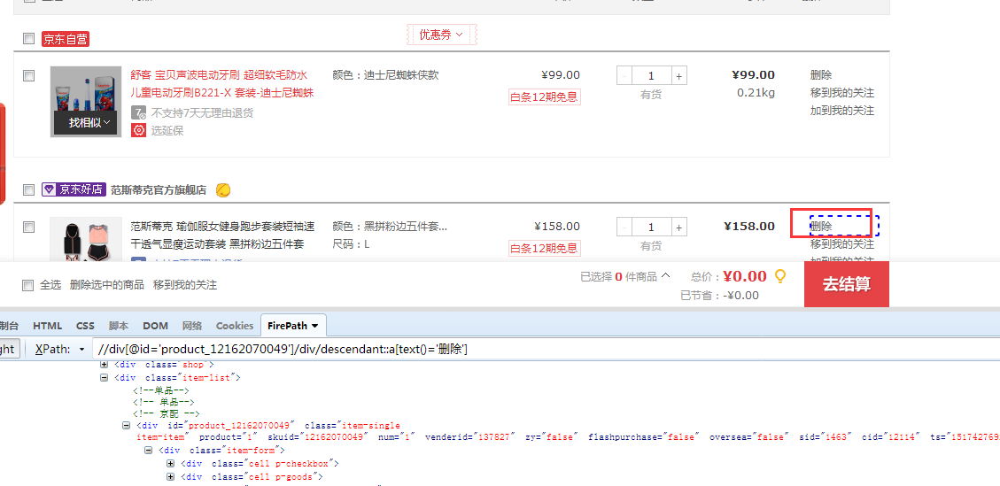 京东自营
优惠券
舒客 宝贝声波电动牙刷 超细软毛防水
儿童电动牙刷B221-X 套装-迪士尼蜘蛛
颜色：迪士尼蜘蛛侠款
¥99.00
白条12期免息
- 1 +
有货
¥99.00
0.21kg
删除
移到我的关注
加到我的关注
找相似
7 不支持7天无理由退货
选延保
京东好店 范斯蒂克官方旗舰店
范斯蒂克 瑜伽服女健身跑步套装短袖速
干透气显瘦运动套装 黑拼粉边五件套
颜色：黑拼粉边五件套...
尺码：L
¥158.00
白条12期免息
- 1 +
有货
¥158.00
删除
移到我的关注
全选 删除选中的商品 移到我的关注
已选择 0 件商品
总价：¥0.00
已节省：-¥0.00
去结算
制台 HTML CSS 脚本 DOM 网络 Cookies FirePath
ght XPath: //div[@id='product_12162070049']/div/descendant::a[text()='删除']
<div class="shop">
<div class="item-list">
<!--单品-->
<!-- 单品-->
<!-- 京配 -->
<div id="product_12162070049" class="item-single
item-item" product="1" skuid="12162070049" num="1" venderid="137827" zy="false" flashpurchase="false" oversea="false" sid="1463" cid="12114" ts="151742769
<div class="item-form">
<div class="cell p-checkbox">
<div class="cell p-goods">